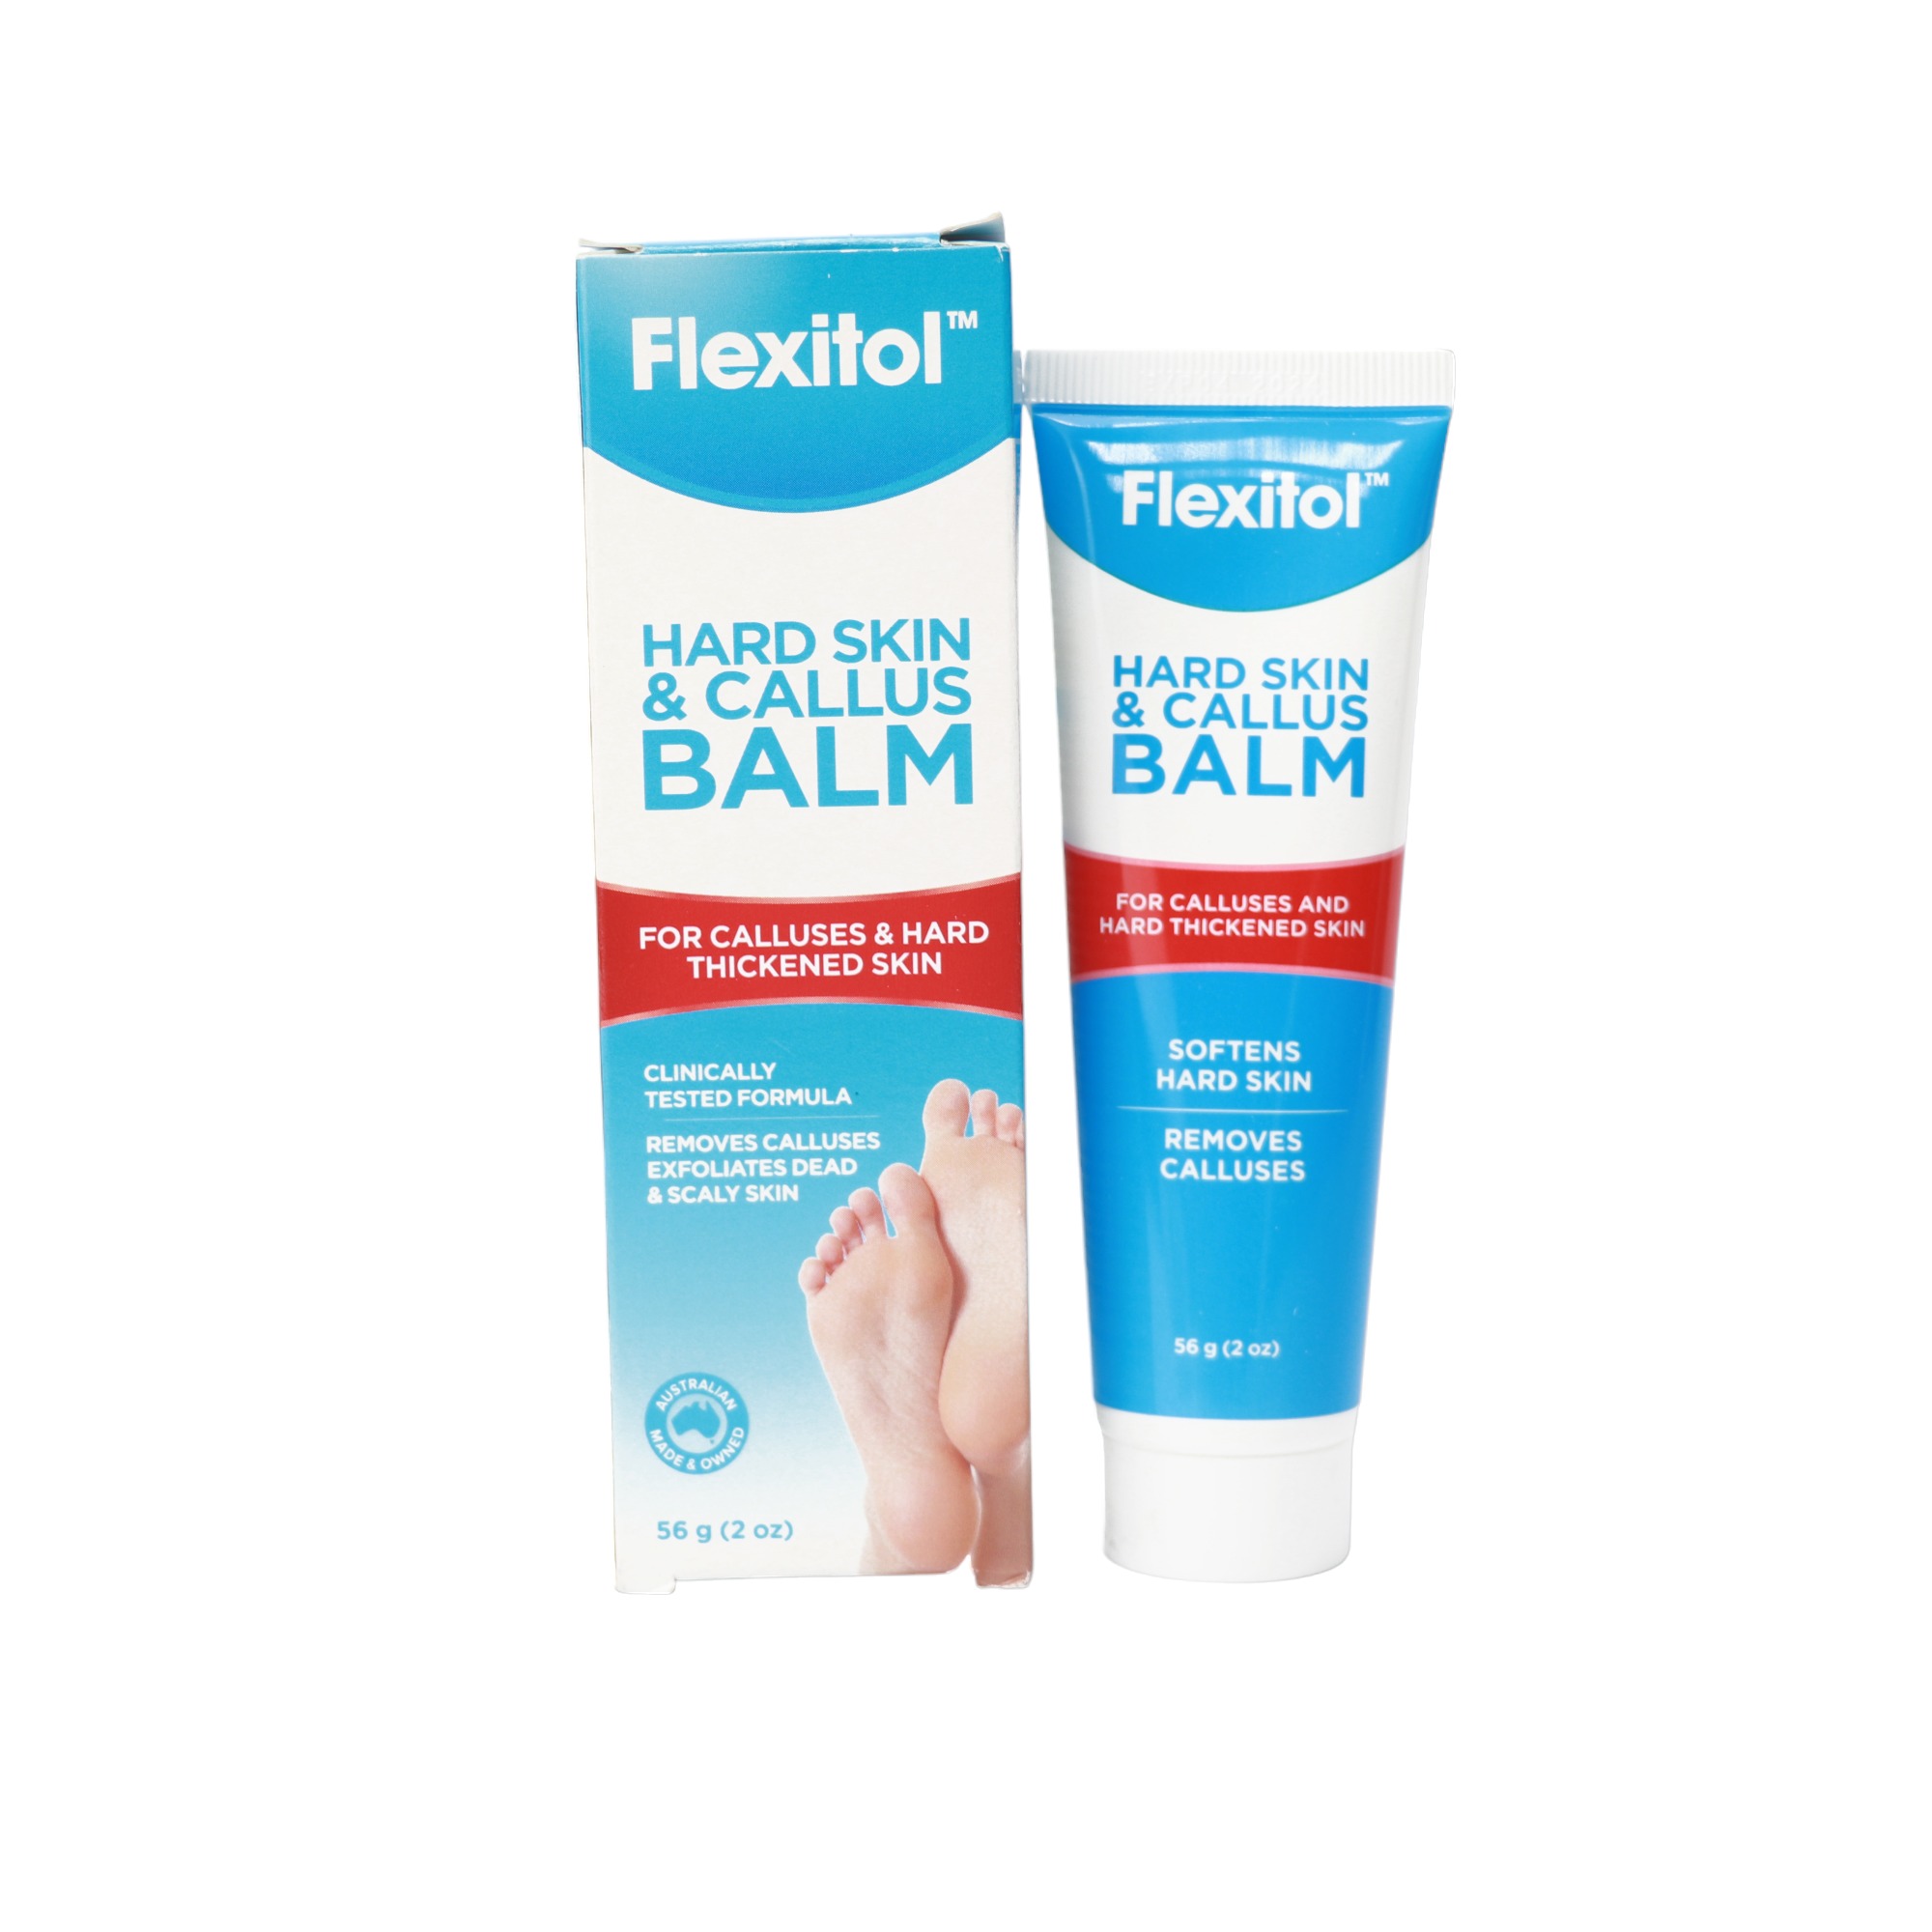 Flexitol™
HARD SKIN
& CALLUS
BALM
FOR CALLUSES & HARD
THICKENED SKIN
CLINICALLY
TESTED FORMULA
REMOVES CALLUSES
EXFOLIATES DEAD
& SCALY SKIN
AUSTRALIAN
MADE & OWNED
56 g (2 oz)
Flexitol™
HARD SKIN
& CALLUS
BALM
FOR CALLUSES AND
HARD THICKENED SKIN
SOFTENS
HARD SKIN
REMOVES
CALLUSES
56 g (2 oz)